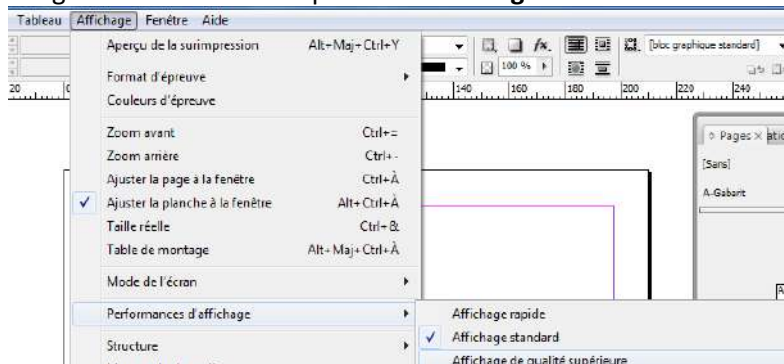 Tableau Affichage Fenêtre Aide
Aperçu de la surimpression Alt+Maj+Ctrl+Y
Format d'épreuve
Couleurs d'épreuve
Zoom avant Ctrl+=
Zoom arrière Ctrl+-
Ajuster la page à la fenêtre Ctrl+À
Ajuster la planche à la fenêtre Alt+Ctrl+À
Taille réelle Ctrl+&
Table de montage Alt+Maj+Ctrl+À
Mode de l'écran
Performances d'affichage
Structure
Affichage rapide
Affichage standard
Affichage de qualité supérieure
fx.
[bloc graphique standard]
100 %
20 140 160 180 200 220 240
Pages
[Sans]
A-Gabarit